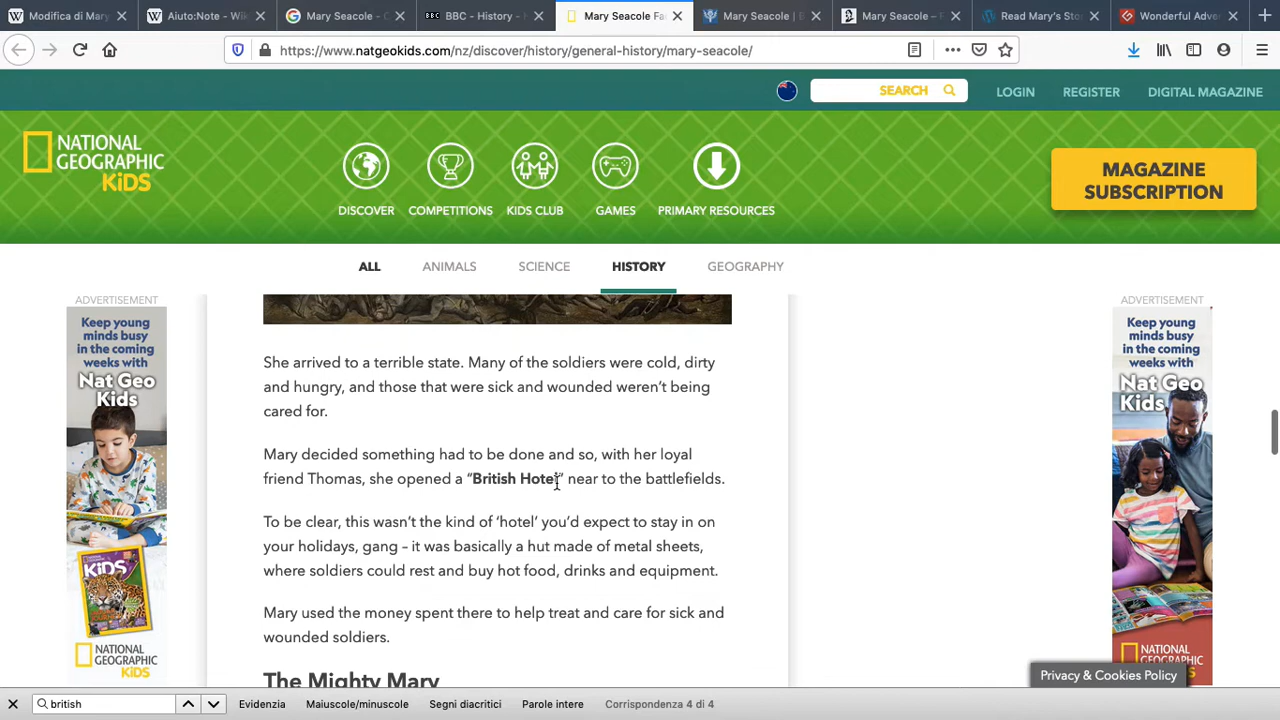 Modifica di Mary
Aiuto:Note - Wik
Mary Seacole - C
BBC - History - H
Mary Seacole Fa
Mary Seacole | B
Mary Seacole – F
Read Mary's Sto
Wonderful Adve
https://www.natgeokids.com/nz/discover/history/general-history/mary-seacole/
SEARCH
LOGIN
REGISTER
DIGITAL MAGAZINE
NATIONAL
GEOGRAPHIC
KiDS
DISCOVER
COMPETITIONS
KIDS CLUB
GAMES
PRIMARY RESOURCES
MAGAZINE
SUBSCRIPTION
ALL
ANIMALS
SCIENCE
HISTORY
GEOGRAPHY
ADVERTISEMENT
Keep young
minds busy
in the coming
weeks with
Nat Geo
Kids
KiDS
NATIONAL
GEOGRAPHIC
KiDS
She arrived to a terrible state. Many of the soldiers were cold, dirty
and hungry, and those that were sick and wounded weren’t being
cared for.
Mary decided something had to be done and so, with her loyal
friend Thomas, she opened a “British Hotel” near to the battlefields.
To be clear, this wasn’t the kind of ‘hotel’ you’d expect to stay in on
your holidays, gang – it was basically a hut made of metal sheets,
where soldiers could rest and buy hot food, drinks and equipment.
Mary used the money spent there to help treat and care for sick and
wounded soldiers.
The Mighty Mary
ADVERTISEMENT
Keep young
minds busy
in the coming
weeks with
Nat Geo
Kids
NATIONAL
Privacy & Cookies Policy
british
Evidenzia
Maiuscole/minuscole
Segni diacritici
Parole intere
Corrispondenza 4 di 4